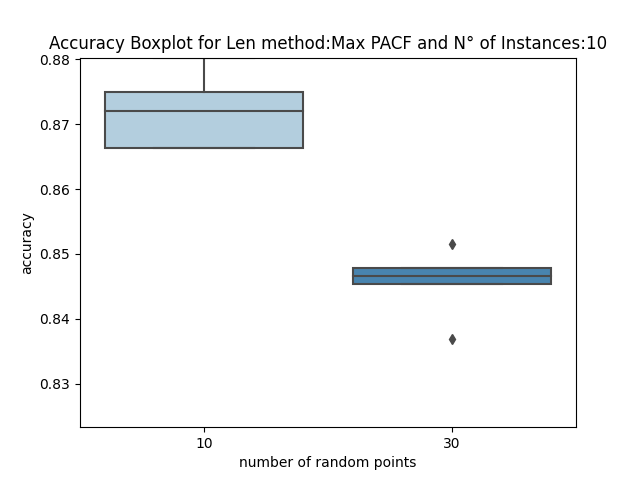 Accuracy Boxplot for Len method:Max PACF and N° of Instances:10
0.88
0.87
0.86
0.85
0.84
0.83
accuracy
10 30
number of random points